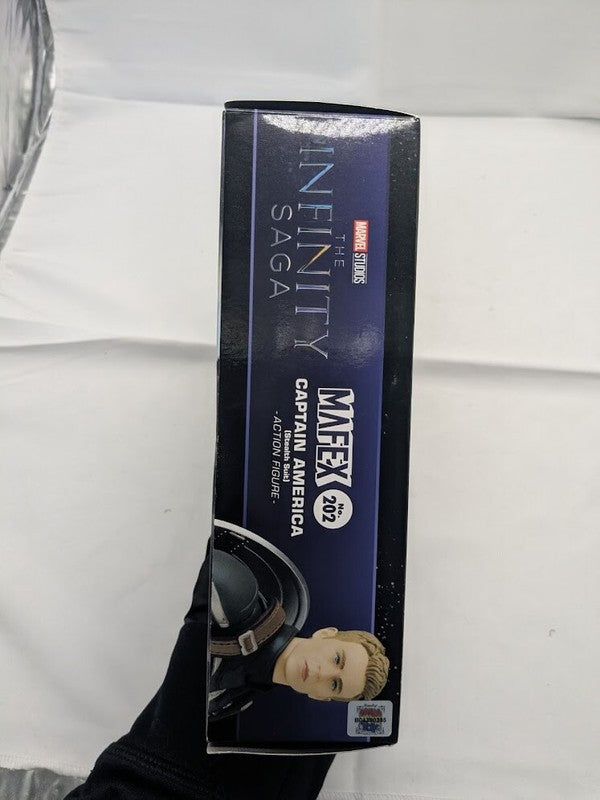 MARVEL STUDIOS
THE
INFINITY
SAGA
MAFEX No. 202
CAPTAIN AMERICA
(Stealth Suit)
- ACTION FIGURE -